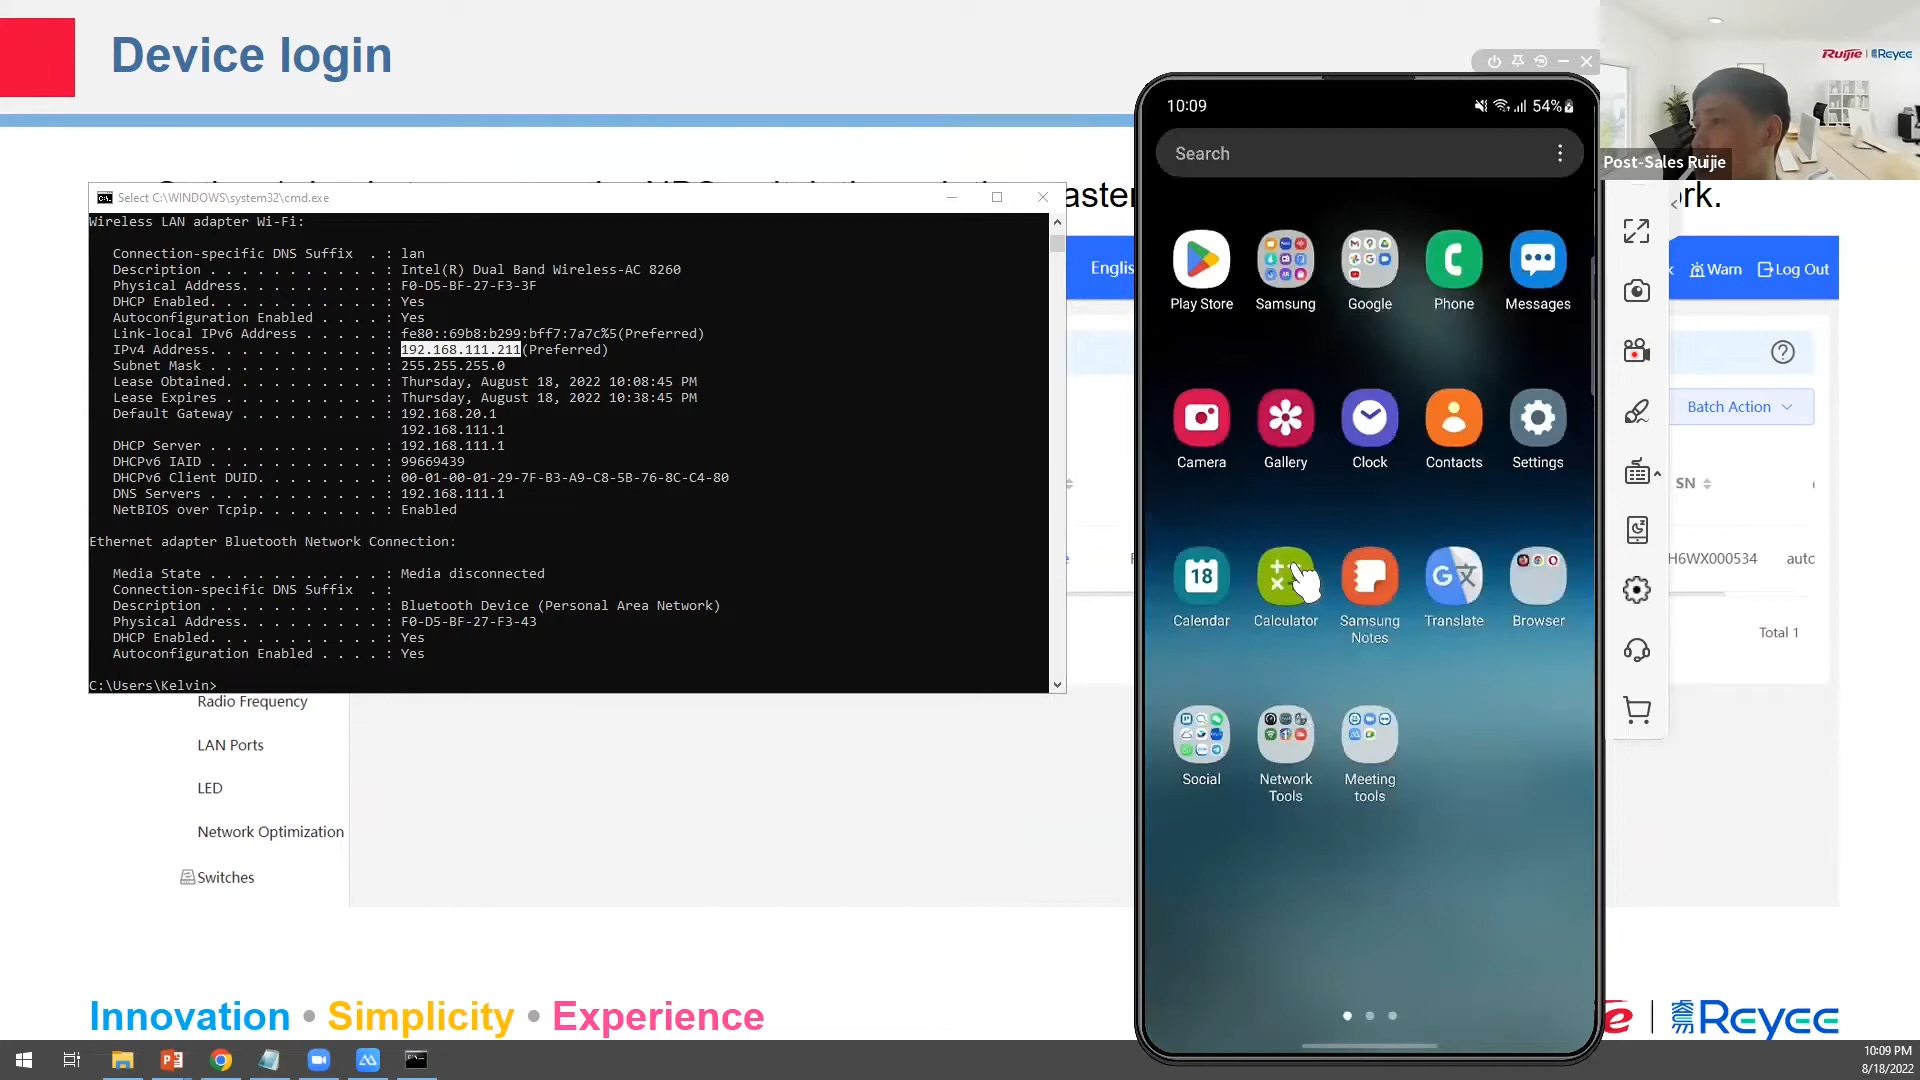 Device login
aster
rk.
Ruijie | Reyee
Post-Sales Ruijie
Select C:\WINDOWS\system32\cmd.exe
Wireless LAN adapter Wi-Fi:
Connection-specific DNS Suffix . : lan
Description . . . . . . . . . . . : Intel(R) Dual Band Wireless-AC 8260
Physical Address. . . . . . . . . : F0-D5-BF-27-F3-3F
DHCP Enabled. . . . . . . . . . . : Yes
Autoconfiguration Enabled . . . . : Yes
Link-local IPv6 Address . . . . . : fe80::69b8:b299:bff7:7a7c%5(Preferred)
IPv4 Address. . . . . . . . . . . : 192.168.111.211(Preferred)
Subnet Mask . . . . . . . . . . . : 255.255.255.0
Lease Obtained. . . . . . . . . . : Thursday, August 18, 2022 10:08:45 PM
Lease Expires . . . . . . . . . . : Thursday, August 18, 2022 10:38:45 PM
Default Gateway . . . . . . . . . : 192.168.20.1
192.168.111.1
DHCP Server . . . . . . . . . . . : 192.168.111.1
DHCPv6 IAID . . . . . . . . . . . : 99669439
DHCPv6 Client DUID. . . . . . . . : 00-01-00-01-29-7F-B3-A9-C8-5B-76-8C-C4-80
DNS Servers . . . . . . . . . . . : 192.168.111.1
NetBIOS over Tcpip. . . . . . . . : Enabled
Ethernet adapter Bluetooth Network Connection:
Media State . . . . . . . . . . . : Media disconnected
Connection-specific DNS Suffix . :
Description . . . . . . . . . . . : Bluetooth Device (Personal Area Network)
Physical Address. . . . . . . . . : F0-D5-BF-27-F3-43
DHCP Enabled. . . . . . . . . . . : Yes
Autoconfiguration Enabled . . . . : Yes
C:\Users\Kelvin>
Radio Frequency
LAN Ports
LED
Network Optimization
Switches
Englis
10:09
54%
Search
Play Store Samsung Google Phone Messages
Camera Gallery Clock Contacts Settings
18
Calendar Calculator Samsung Notes Translate Browser
Social Network Tools Meeting tools
Warn Log Out
Batch Action
SN
H6WX000534 autc
Total 1
Innovation • Simplicity • Experience
e | 睿易Reyee
10:09 PM
8/18/2022